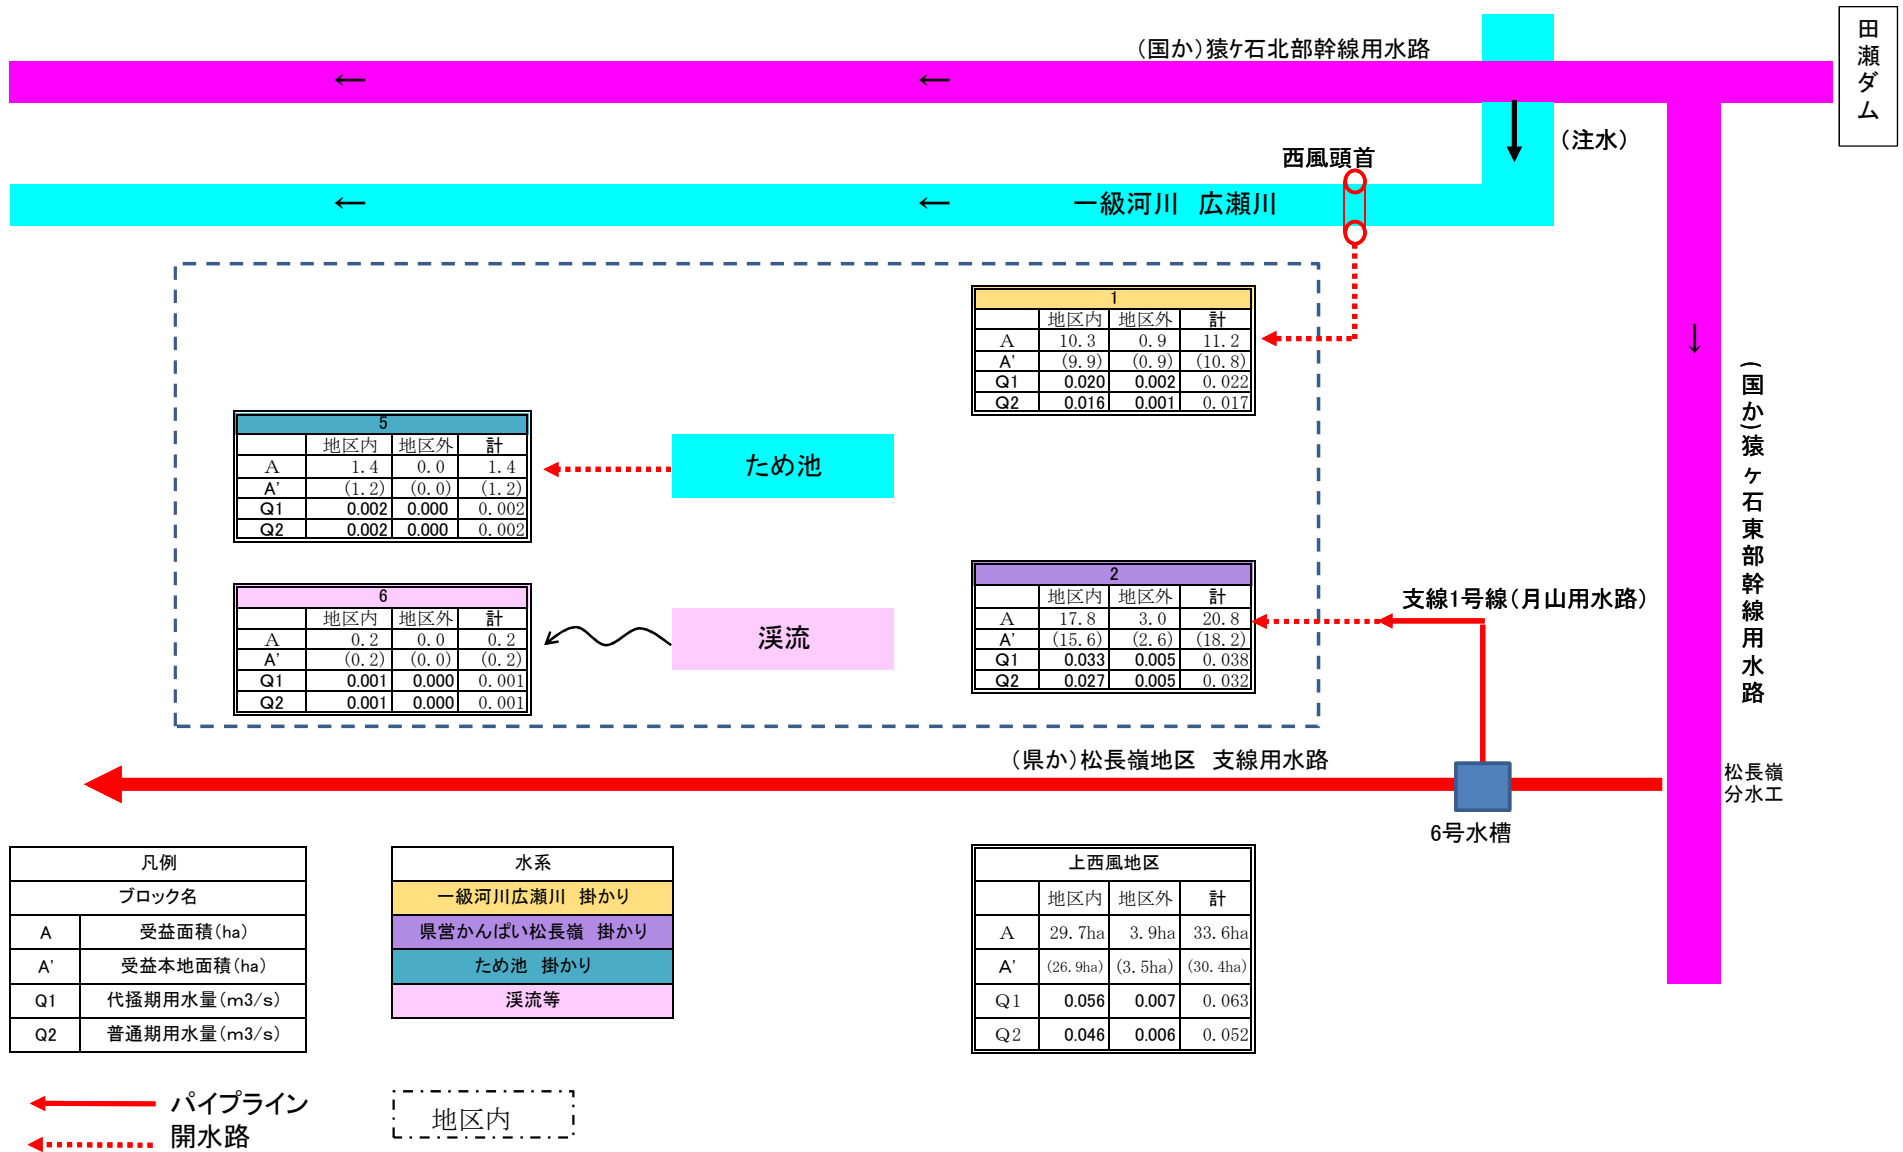 田瀬ダム
（国か）猿ケ石北部幹線用水路
←
←
（注水）
西風頭首
←
←
一級河川　広瀬川
↓
（国か）猿ヶ石東部幹線用水路
1
地区内 地区外 計
A 10.3 0.9 11.2
A' (9.9) (0.9) (10.8)
Q1 0.020 0.002 0.022
Q2 0.016 0.001 0.017
5
地区内 地区外 計
A 1.4 0.0 1.4
A' (1.2) (0.0) (1.2)
Q1 0.002 0.000 0.002
Q2 0.002 0.000 0.002
ため池
6
地区内 地区外 計
A 0.2 0.0 0.2
A' (0.2) (0.0) (0.2)
Q1 0.001 0.000 0.001
Q2 0.001 0.000 0.001
渓流
2
地区内 地区外 計
A 17.8 3.0 20.8
A' (15.6) (2.6) (18.2)
Q1 0.033 0.005 0.038
Q2 0.027 0.005 0.032
支線1号線（月山用水路）
（県か）松長嶺地区　支線用水路
松長嶺
分水工
6号水槽
凡例
ブロック名
A 受益面積（ha）
A' 受益本地面積（ha）
Q1 代掻期用水量（m3/s）
Q2 普通期用水量（m3/s）
水系
一級河川広瀬川　掛かり
県営かんぱい松長嶺　掛かり
ため池　掛かり
渓流等
上西風地区
地区内 地区外 計
A 29.7ha 3.9ha 33.6ha
A' (26.9ha) (3.5ha) (30.4ha)
Q1 0.056 0.007 0.063
Q2 0.046 0.006 0.052
パイプライン
開水路
地区内